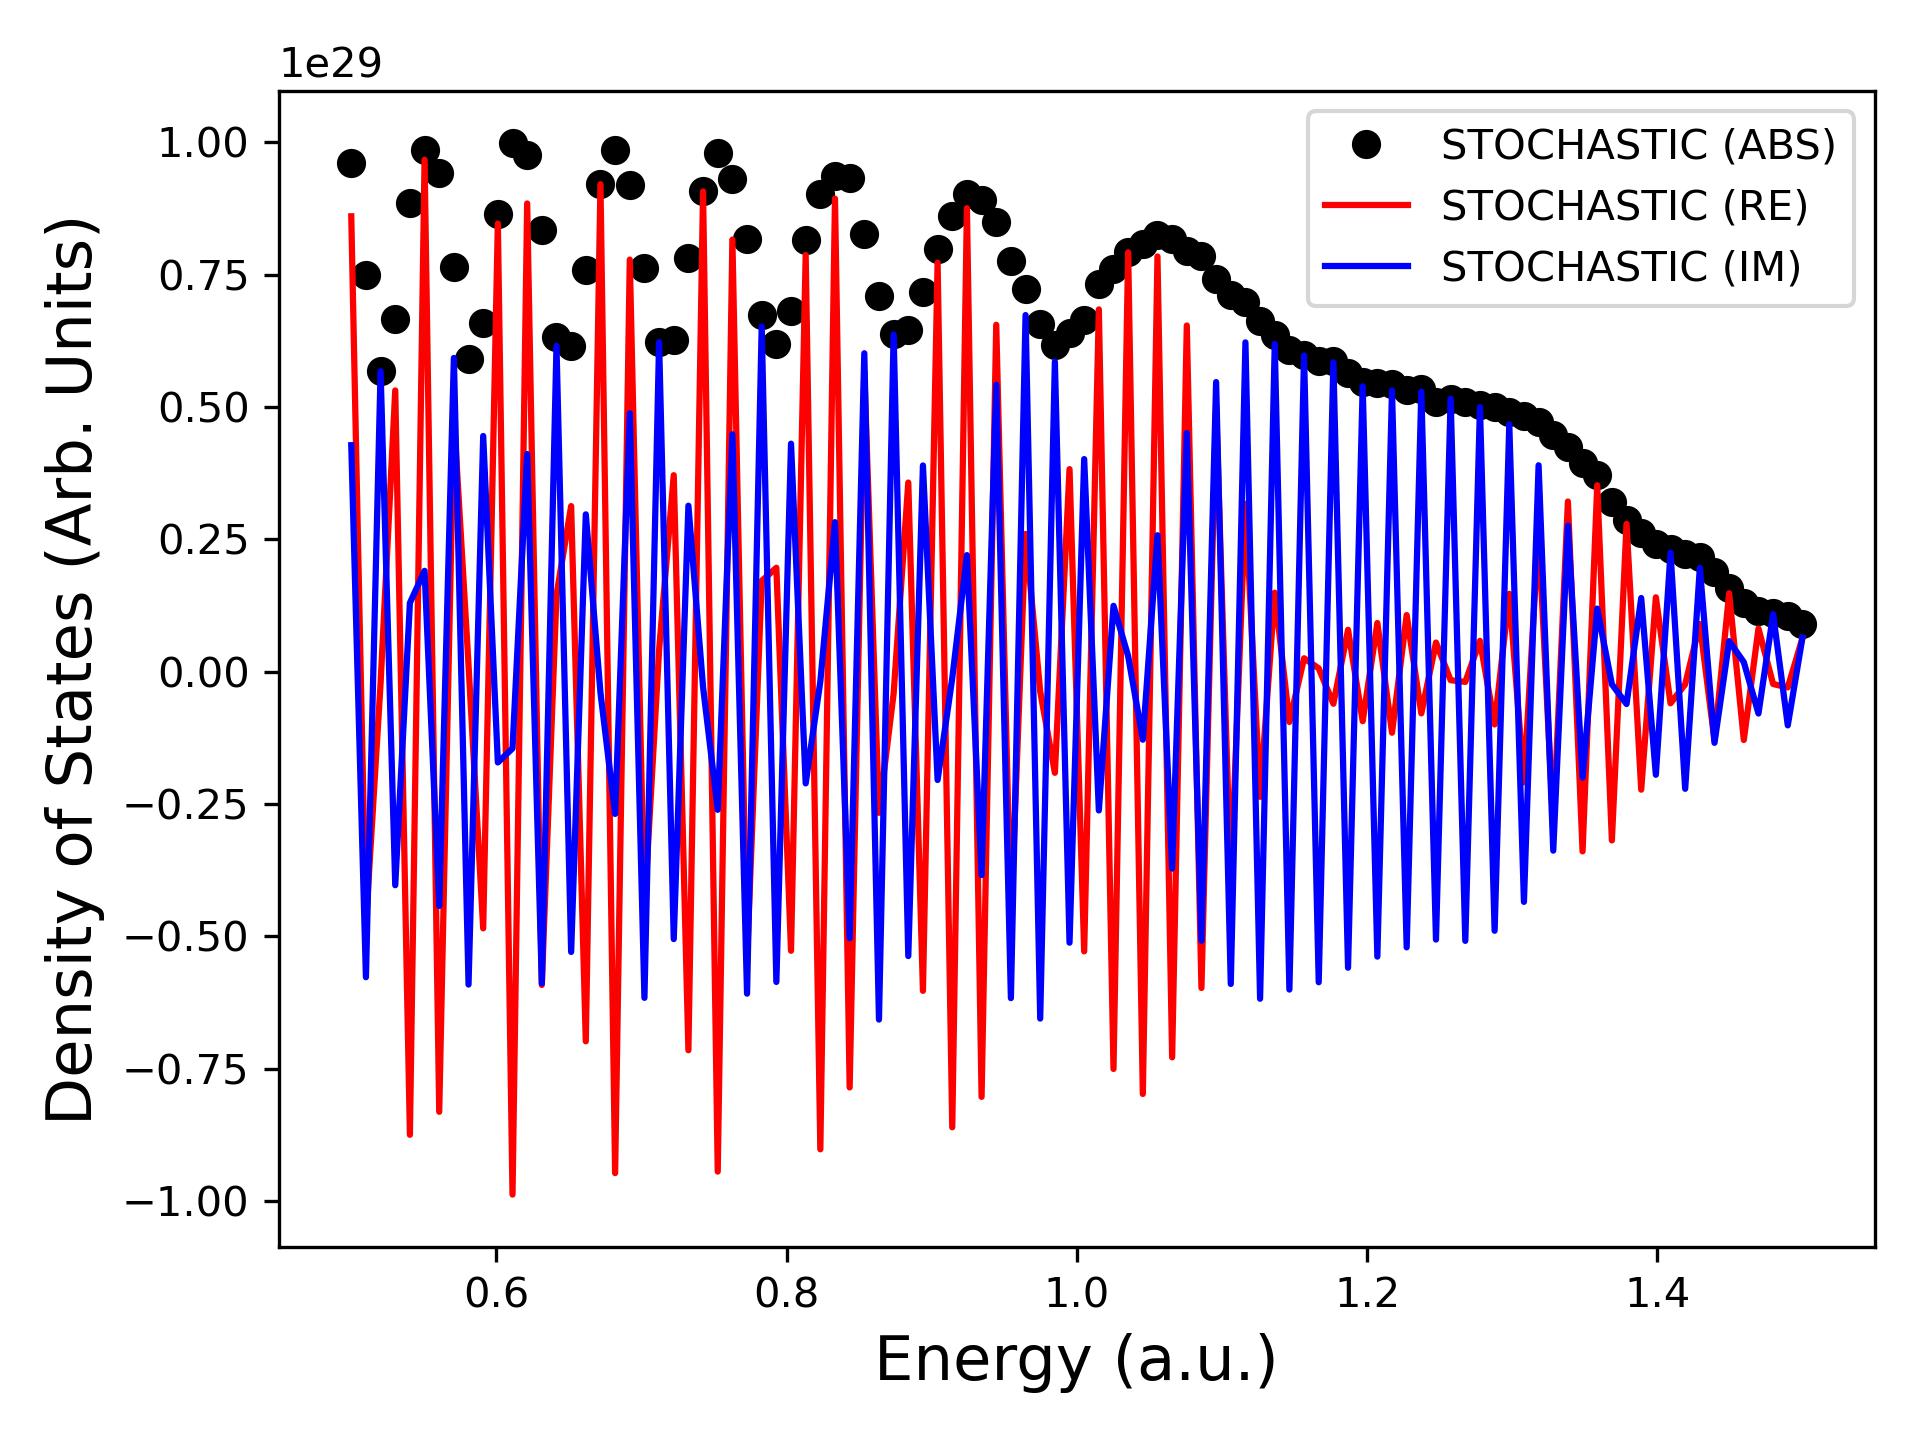 1e29
1.00
0.75
0.50
0.25
0.00
−0.25
−0.50
−0.75
−1.00
Density of States (Arb. Units)
STOCHASTIC (ABS)
STOCHASTIC (RE)
STOCHASTIC (IM)
0.6 0.8 1.0 1.2 1.4
Energy (a.u.)